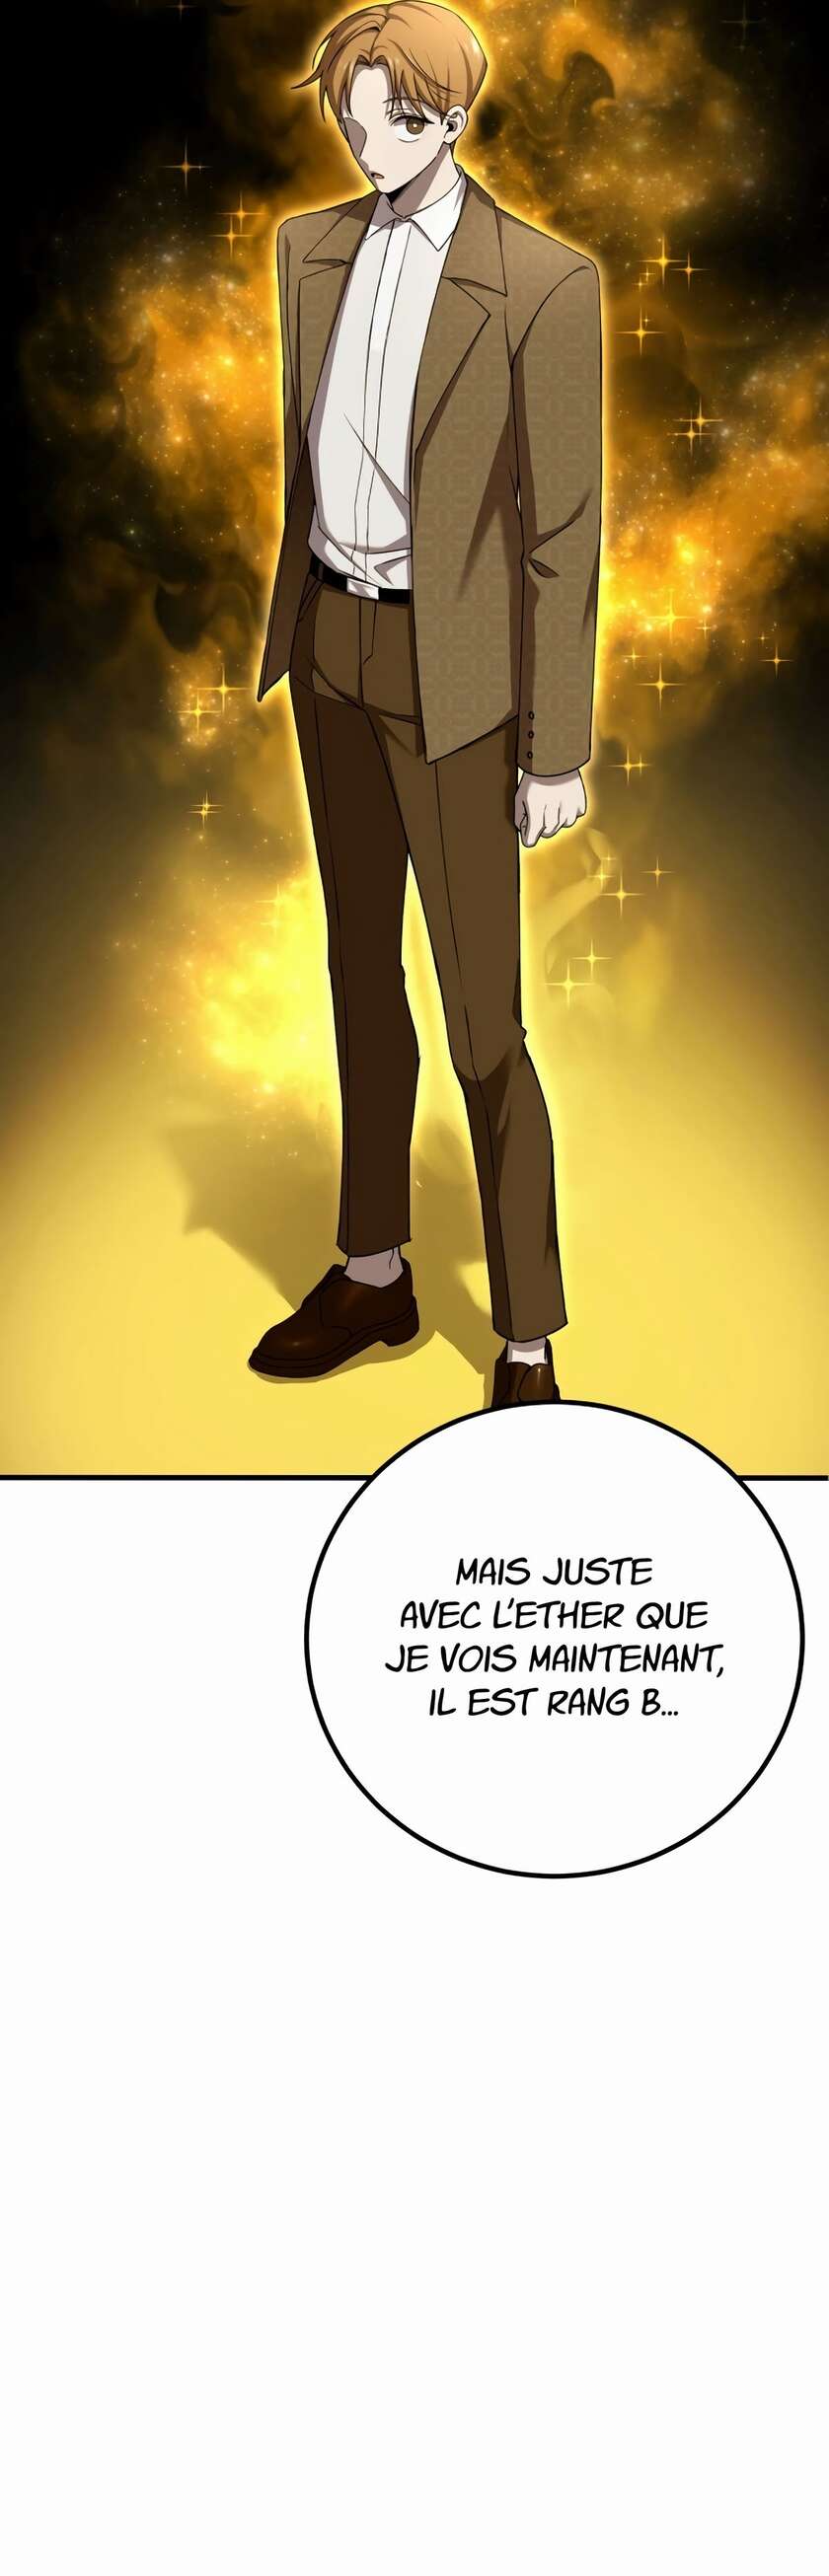 MAIS JUSTE
AVEC L'ETHER QUE
JE VOIS MAINTENANT,
IL EST RANG B...